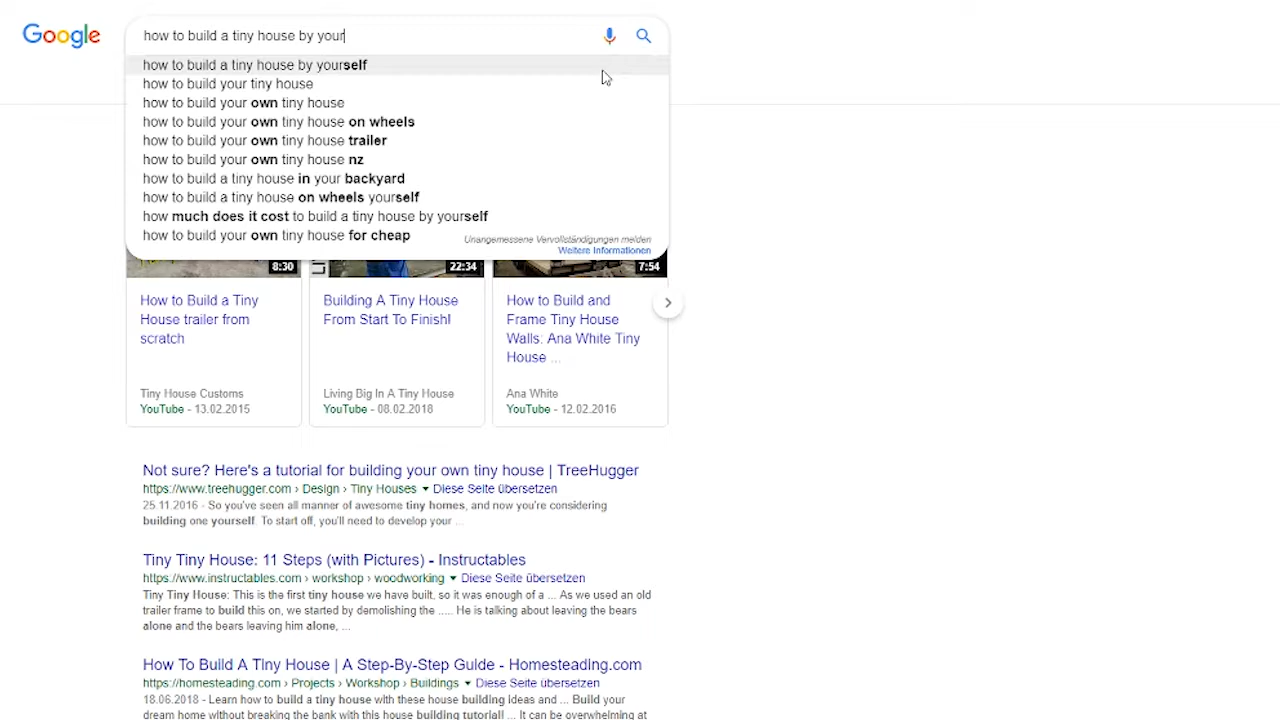 Google
how to build a tiny house by your
how to build a tiny house by yourself
how to build your tiny house
how to build your own tiny house
how to build your own tiny house on wheels
how to build your own tiny house trailer
how to build your own tiny house nz
how to build a tiny house in your backyard
how to build a tiny house on wheels yourself
how much does it cost to build a tiny house by yourself
how to build your own tiny house for cheap
Unangemessene Vervollständigungen melden
Weitere Informationen
8:30
22:34
7:54
How to Build a Tiny
House trailer from
scratch
Tiny House Customs
YouTube - 13.02.2015
Building A Tiny House
From Start To Finish!
Living Big In A Tiny House
YouTube - 08.02.2018
How to Build and
Frame Tiny House
Walls: Ana White Tiny
House ...
Ana White
YouTube - 12.02.2016
Not sure? Here's a tutorial for building your own tiny house | TreeHugger
https://www.treehugger.com › Design › Tiny Houses ▾ Diese Seite übersetzen
25.11.2016 - So you've seen all manner of awesome tiny homes, and now you're considering
building one yourself. To start off, you'll need to develop your ...
Tiny Tiny House: 11 Steps (with Pictures) - Instructables
https://www.instructables.com › workshop › woodworking ▾ Diese Seite übersetzen
Tiny Tiny House: This is the first tiny house we have built, so it was enough of a ... As we used an old
trailer frame to build this on, we started by demolishing the ..... He is talking about leaving the bears
alone and the bears leaving him alone, ...
How To Build A TIny House | A Step-By-Step Guide - Homesteading.com
https://homesteading.com › Projects › Workshop › Buildings ▾ Diese Seite übersetzen
18.06.2018 - Learn how to build a tiny house with these house building ideas and ... Build your
dream home without breaking the bank with this house building tutorial! ... It can be overwhelming at